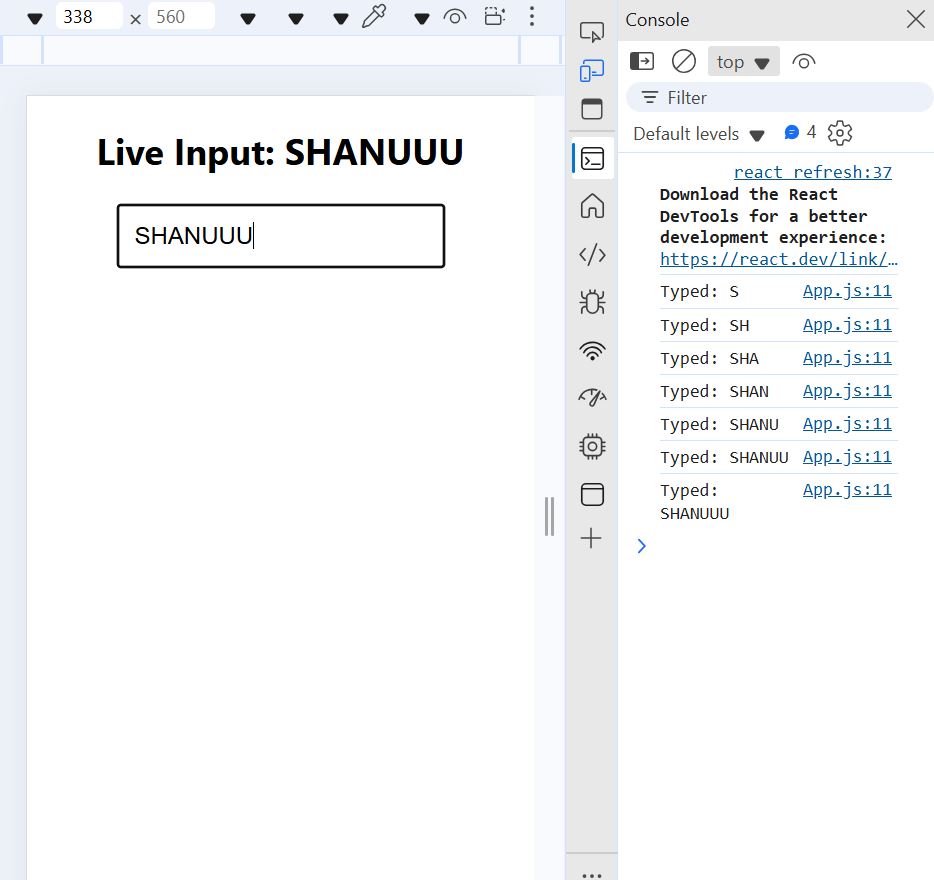 338 × 560
Console
top
Filter
Default levels 4
Live Input: SHANUUU
SHANUUU
react refresh:37
Download the React
DevTools for a better
development experience:
https://react.dev/link/…
Typed: S App.js:11
Typed: SH App.js:11
Typed: SHA App.js:11
Typed: SHAN App.js:11
Typed: SHANU App.js:11
Typed: SHANUU App.js:11
Typed: App.js:11
SHANUUU